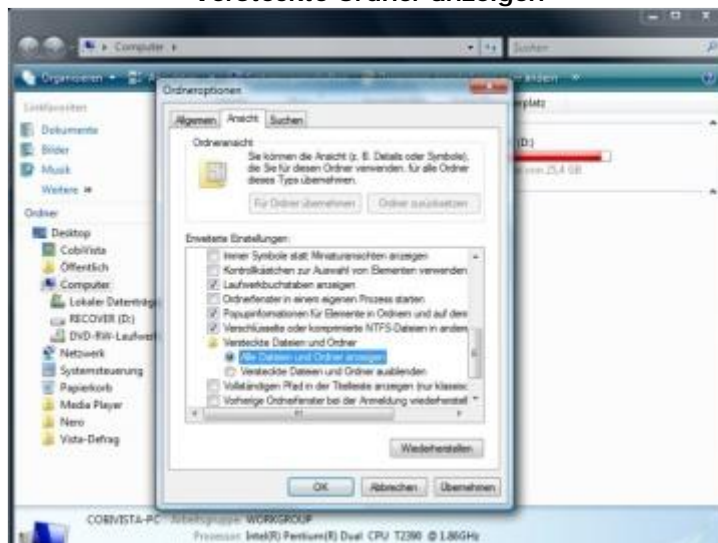 Versteckte Ordner anzeigen
Computer
Suchen
Organisieren
Ordneroptionen
Allgemein Ansicht Suchen
Ordneransicht
Sie können die Ansicht (z. B. Details oder Symbole),
die Sie für diesen Ordner verwenden, für alle Ordner
dieses Typs übernehmen.
Für Ordner übernehmen Ordner zurücksetzen
Erweiterte Einstellungen:
Immer Symbole statt Miniaturansichten anzeigen
Kontrollkästchen zur Auswahl von Elementen verwenden
Laufwerkbuchstaben anzeigen
Ordnerfenster in einem eigenen Prozess starten
Popupinformationen für Elemente in Ordnern und auf dem
Verschlüsselte oder komprimierte NTFS-Dateien in andere
Versteckte Dateien und Ordner
Alle Dateien und Ordner anzeigen
Versteckte Dateien und Ordner ausblenden
Vollständigen Pfad in der Titelleiste anzeigen (nur klassisc
Vorherige Ordnerfenster bei der Anmeldung wiederherstell
Wiederherstellen
OK Abbrechen Übernehmen
Linkfavoriten
Dokumente
Bilder
Musik
Weitere »
Ordner
Desktop
CobiVista
Öffentlich
Computer
Lokaler Datenträge
RECOVER (D:)
DVD-RW-Laufwerk
Netzwerk
Systemsteuerung
Papierkorb
Media Player
Nero
Vista-Defrag
(D:)
von 25,4 GB
COBIVISTA-PC Arbeitsgruppe: WORKGROUP
Prozessor: Intel(R) Pentium(R) Dual CPU T2390 @ 1.86GHz